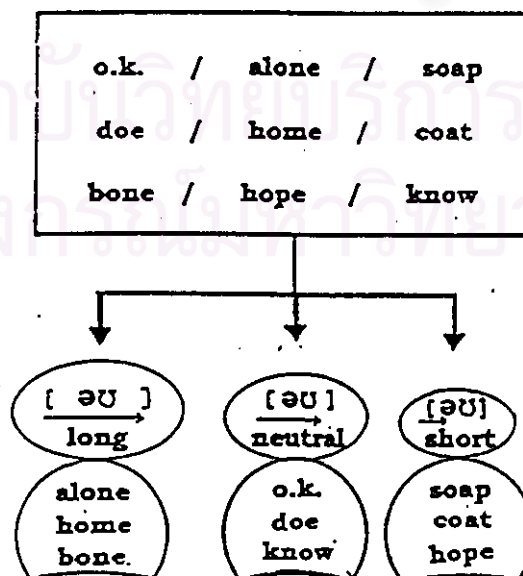 o.k. / alone / soap
doe / home / coat
bone / hope / know
[ əʊ ]
long
alone
home
bone.
[əʊ]
neutral
o.k.
doe
know
[əʊ]
short
soap
coat
hope